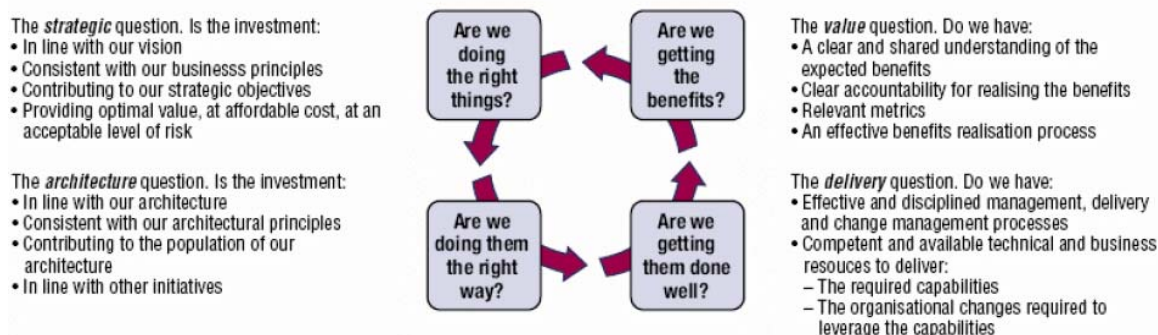 The strategic question. Is the investment:
• In line with our vision
• Consistent with our businesss principles
• Contributing to our strategic objectives
• Providing optimal value, at affordable cost, at an
acceptable level of risk
Are we
doing
the right
things?
Are we
getting
the
benefits?
The value question. Do we have:
• A clear and shared understanding of the
expected benefits
• Clear accountability for realising the benefits
• Relevant metrics
• An effective benefits realisation process
The architecture question. Is the investment:
• In line with our architecture
• Consistent with our architectural principles
• Contributing to the population of our
architecture
• In line with other initiatives
Are we
doing them
the right
way?
Are we
getting
them done
well?
The delivery question. Do we have:
• Effective and disciplined management, delivery
and change management processes
• Competent and available technical and business
resouces to deliver:
– The required capabilities
– The organisational changes required to
leverage the capabilities